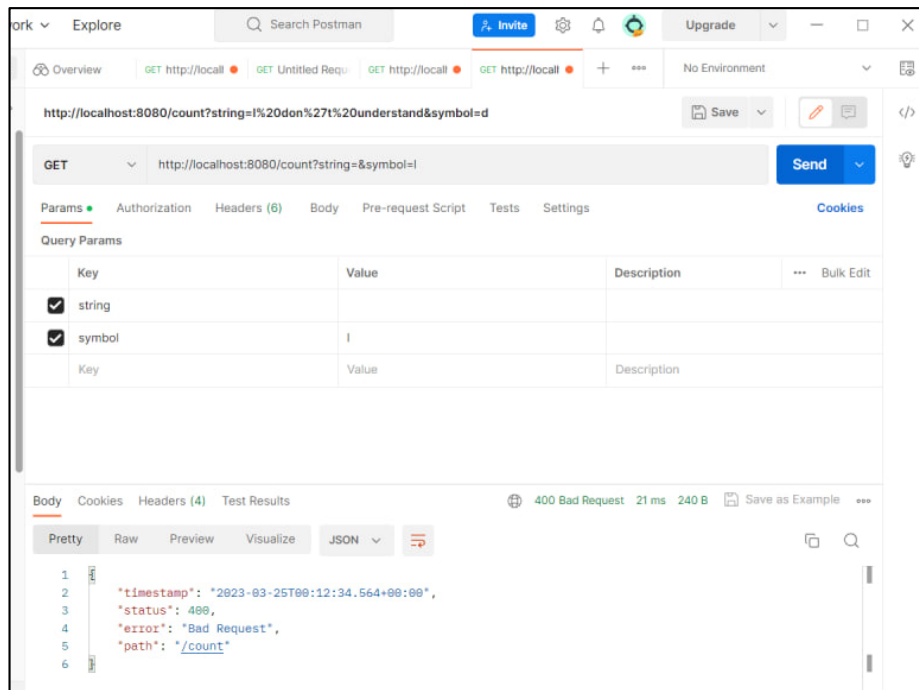 ork Explore Search Postman Invite Upgrade
Overview GET http://locall GET Untitled Requ GET http://locall GET http://locall + ooo No Environment
http://localhost:8080/count?string=I%20don%27t%20understand&symbol=d Save
</>
GET http://localhost:8080/count?string=&symbol=l Send
Params Authorization Headers (6) Body Pre-request Script Tests Settings Cookies
Query Params
Key Value Description ... Bulk Edit
string
symbol l
Key Value Description
Body Cookies Headers (4) Test Results 400 Bad Request 21 ms 240 B Save as Example ooo
Pretty Raw Preview Visualize JSON
1 {
2 "timestamp": "2023-03-25T00:12:34.564+00:00",
3 "status": 400,
4 "error": "Bad Request",
5 "path": "/count"
6 }